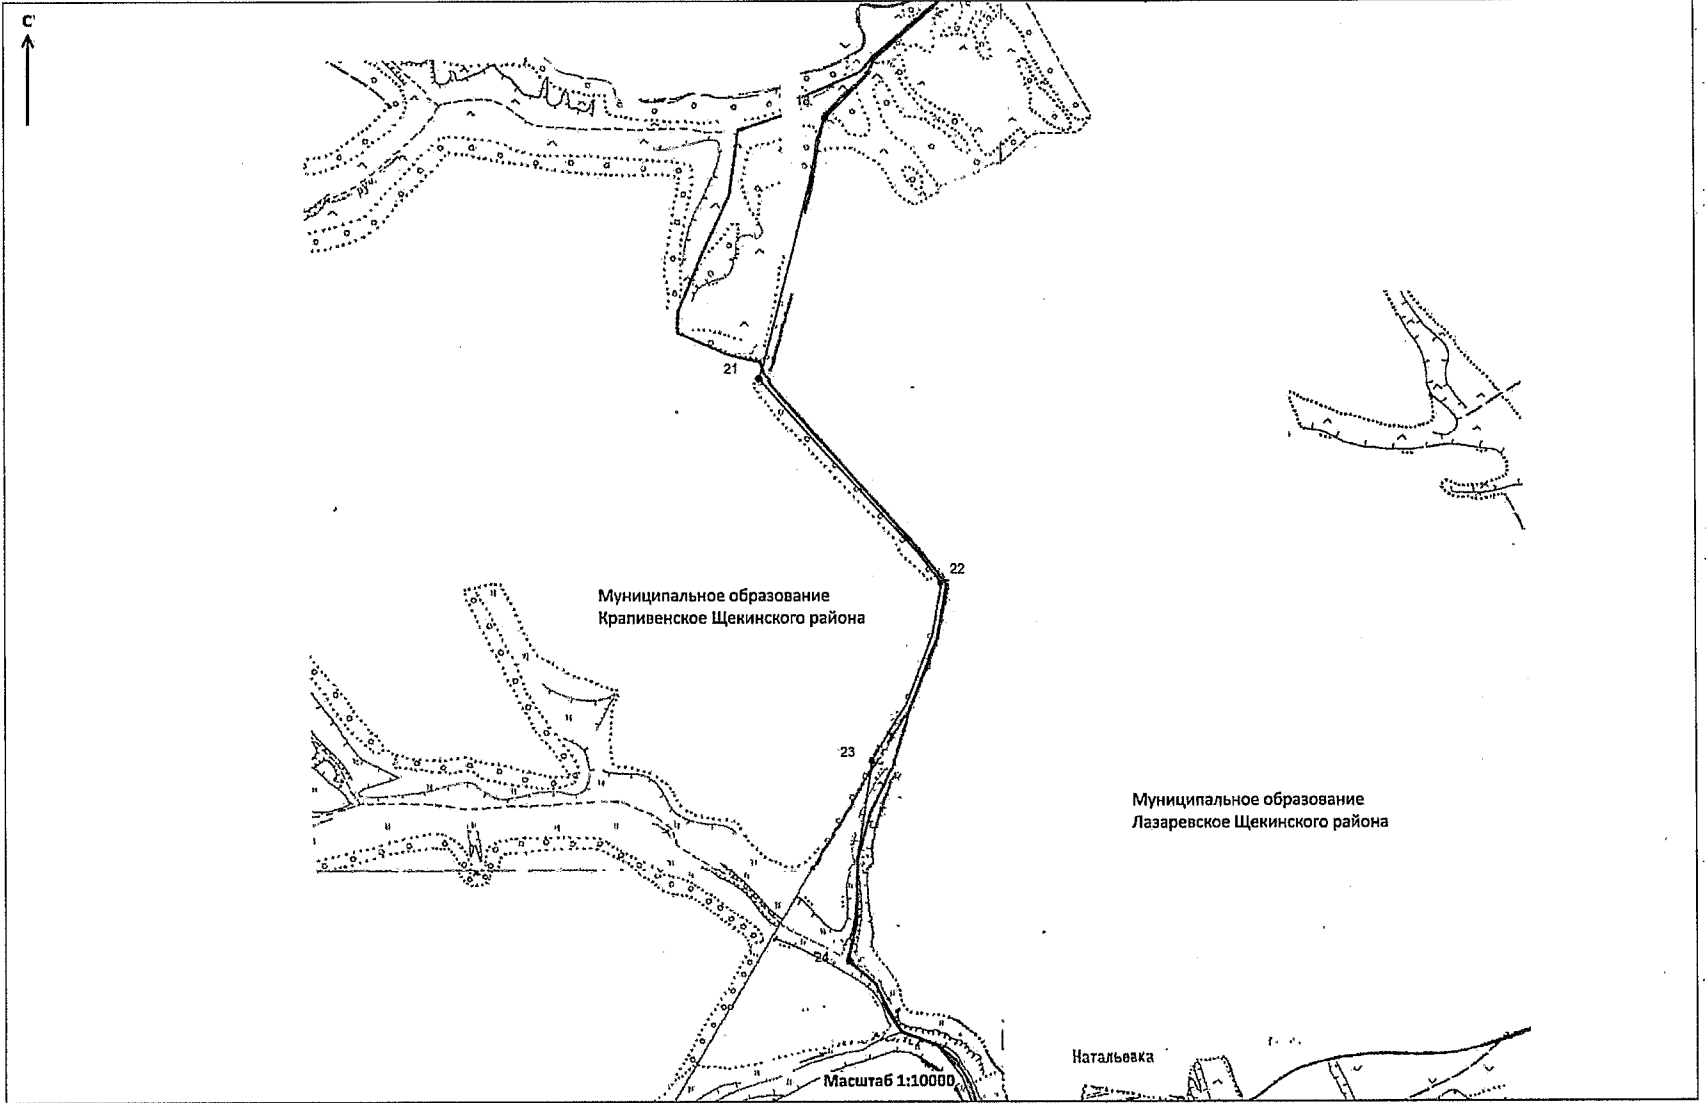 С
руч.
18
21
22
Муниципальное образование
Крапивенское Щекинского района
23
Муниципальное образование
Лазаревское Щекинского района
24
Натальевка
Масштаб 1:10000